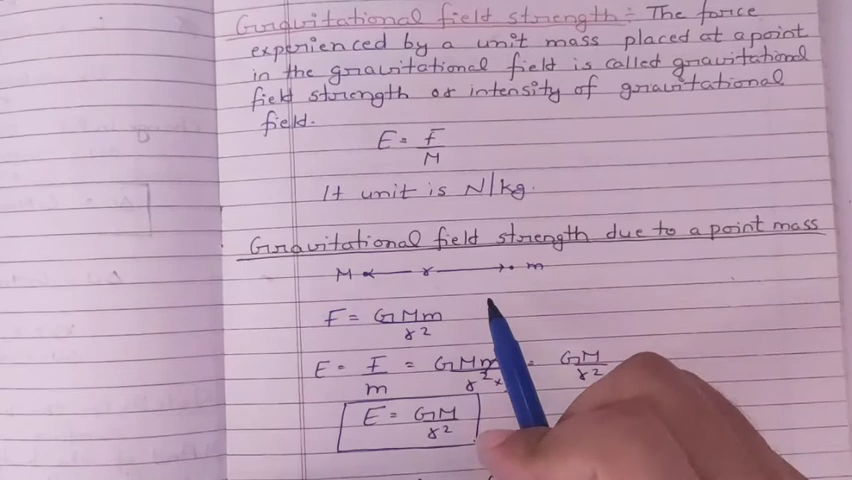 Gravitational field strength :- The force
experienced by a unit mass placed at a point
in the gravitational field is called gravitational
field strength or intensity of gravitational
field.
E = F/M
It unit is N/kg.
Gravitational field strength due to a point mass
M r m
F = GMm/r²
E = F/m = GMm/r²x = GM/r²
E = GM/r²